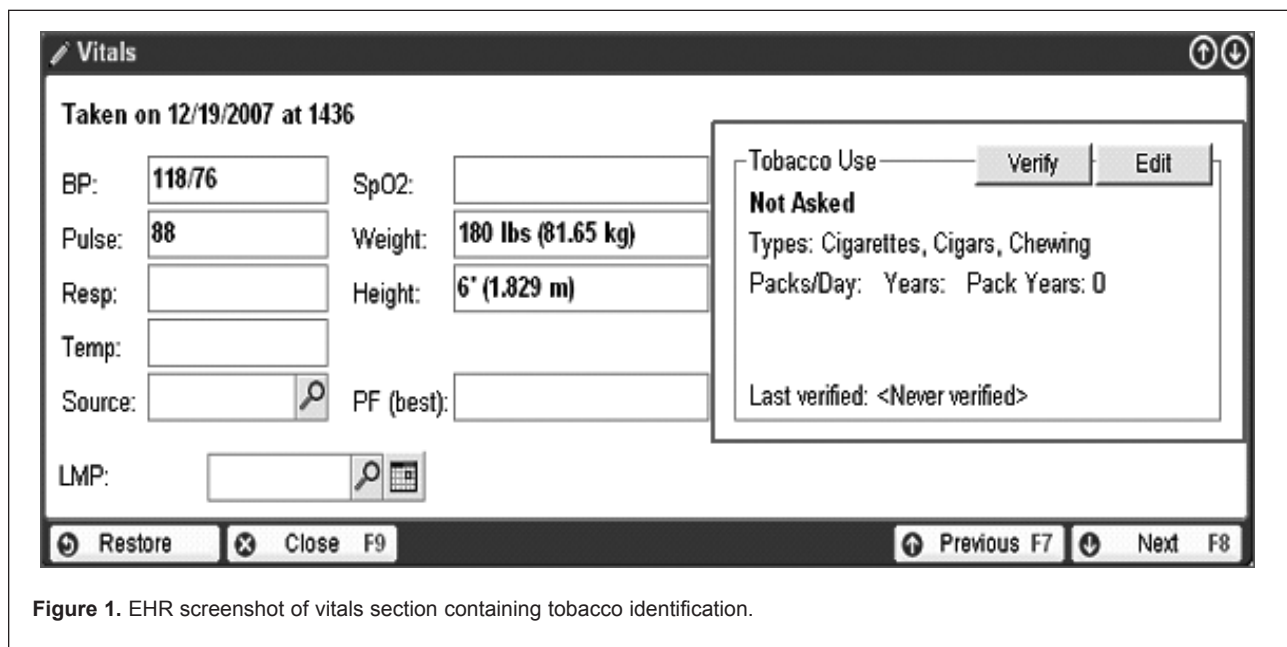 Vitals
Taken on 12/19/2007 at 1436
BP: 118/76 SpO2:
Pulse: 88 Weight: 180 lbs (81.65 kg)
Resp: Height: 6' (1.829 m)
Temp:
Source: PF (best):
LMP:
Tobacco Use Verify Edit
Not Asked
Types: Cigarettes, Cigars, Chewing
Packs/Day: Years: Pack Years: 0
Last verified: <Never verified>
Restore Close F9 Previous F7 Next F8
Figure 1. EHR screenshot of vitals section containing tobacco identification.